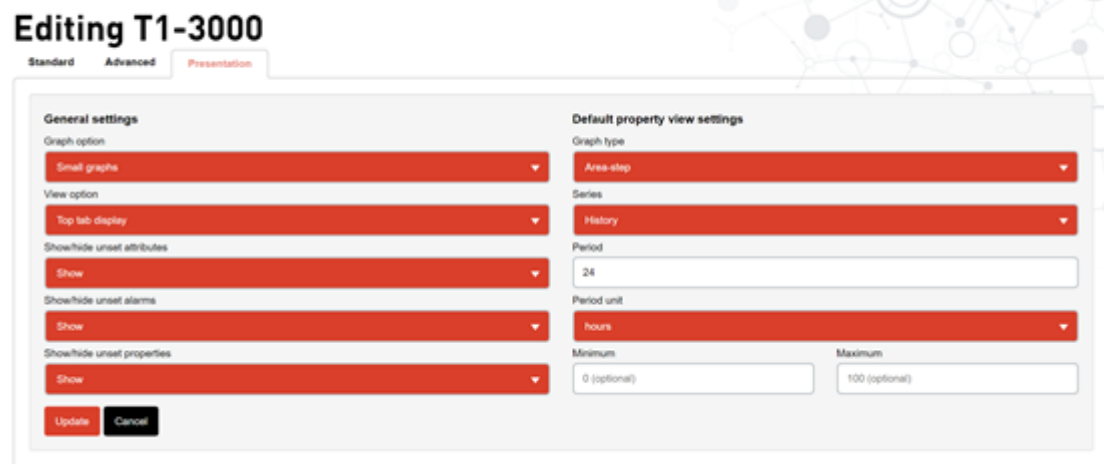 Editing T1-3000
Standard Advanced Presentation
General settings
Graph option
Small graphs
View option
Top tab display
Show/hide unset attributes
Show
Show/hide unset alarms
Show
Show/hide unset properties
Show
Update Cancel
Default property view settings
Graph type
Area-step
Series
History
Period
24
Period unit
hours
Minimum Maximum
0 (optional) 100 (optional)